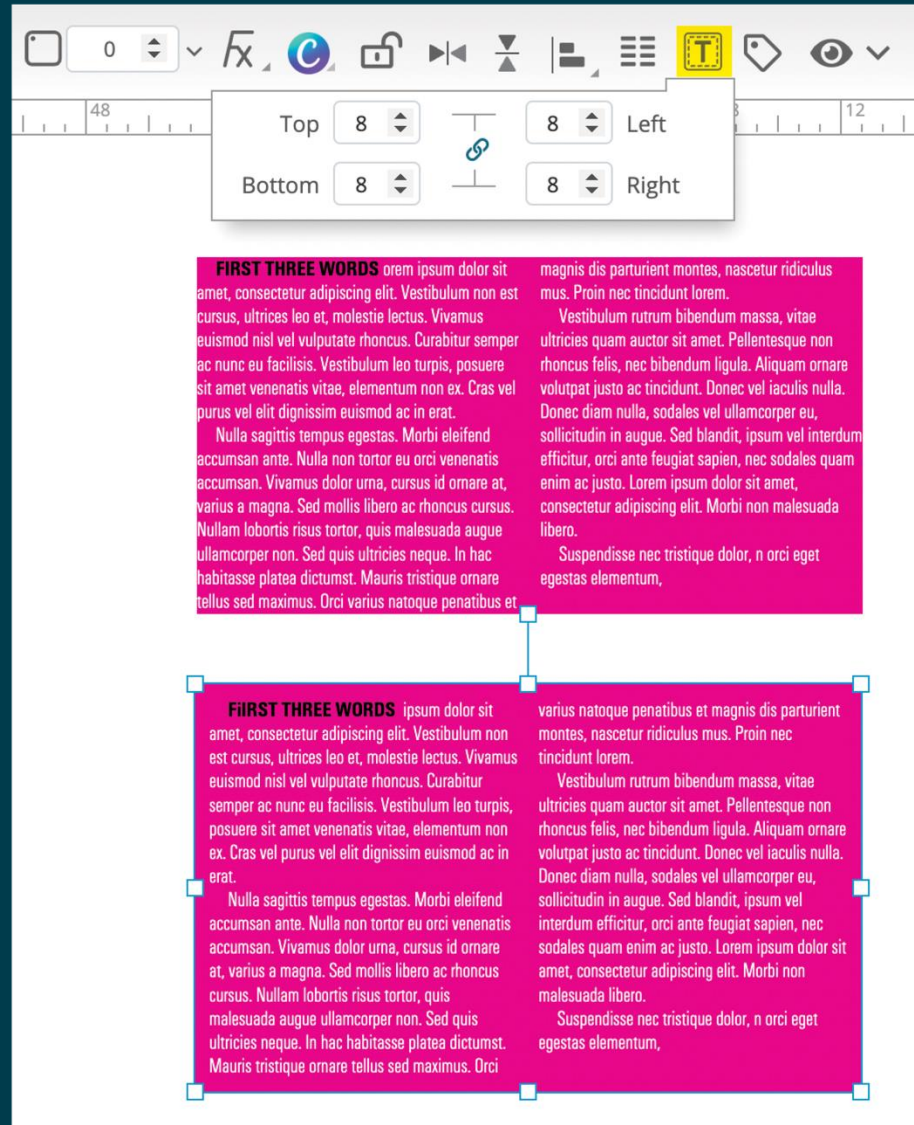 0
48
12
Top 8 8 Left
Bottom 8 8 Right
FIRST THREE WORDS orem ipsum dolor sit
amet, consectetur adipiscing elit. Vestibulum non est
cursus, ultrices leo et, molestie lectus. Vivamus
euismod nisl vel vulputate rhoncus. Curabitur semper
ac nunc eu facilisis. Vestibulum leo turpis, posuere
sit amet venenatis vitae, elementum non ex. Cras vel
purus vel elit dignissim euismod ac in erat.
Nulla sagittis tempus egestas. Morbi eleifend
accumsan ante. Nulla non tortor eu orci venenatis
accumsan. Vivamus dolor urna, cursus id ornare at,
varius a magna. Sed mollis libero ac rhoncus cursus.
Nullam lobortis risus tortor, quis malesuada augue
ullamcorper non. Sed quis ultricies neque. In hac
habitasse platea dictumst. Mauris tristique ornare
tellus sed maximus. Orci varius natoque penatibus et
magnis dis parturient montes, nascetur ridiculus
mus. Proin nec tincidunt lorem.
Vestibulum rutrum bibendum massa, vitae
ultricies quam auctor sit amet. Pellentesque non
rhoncus felis, nec bibendum ligula. Aliquam ornare
volutpat justo ac tincidunt. Donec vel iaculis nulla.
Donec diam nulla, sodales vel ullamcorper eu,
sollicitudin in augue. Sed blandit, ipsum vel interdum
efficitur, orci ante feugiat sapien, nec sodales quam
enim ac justo. Lorem ipsum dolor sit amet,
consectetur adipiscing elit. Morbi non malesuada
libero.
Suspendisse nec tristique dolor, n orci eget
egestas elementum,
FiIRST THREE WORDS ipsum dolor sit
amet, consectetur adipiscing elit. Vestibulum non
est cursus, ultrices leo et, molestie lectus. Vivamus
euismod nisl vel vulputate rhoncus. Curabitur
semper ac nunc eu facilisis. Vestibulum leo turpis,
posuere sit amet venenatis vitae, elementum non
ex. Cras vel purus vel elit dignissim euismod ac in
erat.
Nulla sagittis tempus egestas. Morbi eleifend
accumsan ante. Nulla non tortor eu orci venenatis
accumsan. Vivamus dolor urna, cursus id ornare
at, varius a magna. Sed mollis libero ac rhoncus
cursus. Nullam lobortis risus tortor, quis
malesuada augue ullamcorper non. Sed quis
ultricies neque. In hac habitasse platea dictumst.
Mauris tristique ornare tellus sed maximus. Orci
varius natoque penatibus et magnis dis parturient
montes, nascetur ridiculus mus. Proin nec
tincidunt lorem.
Vestibulum rutrum bibendum massa, vitae
ultricies quam auctor sit amet. Pellentesque non
rhoncus felis, nec bibendum ligula. Aliquam ornare
volutpat justo ac tincidunt. Donec vel iaculis nulla.
Donec diam nulla, sodales vel ullamcorper eu,
sollicitudin in augue. Sed blandit, ipsum vel
interdum efficitur, orci ante feugiat sapien, nec
sodales quam enim ac justo. Lorem ipsum dolor sit
amet, consectetur adipiscing elit. Morbi non
malesuada libero.
Suspendisse nec tristique dolor, n orci eget
egestas elementum,